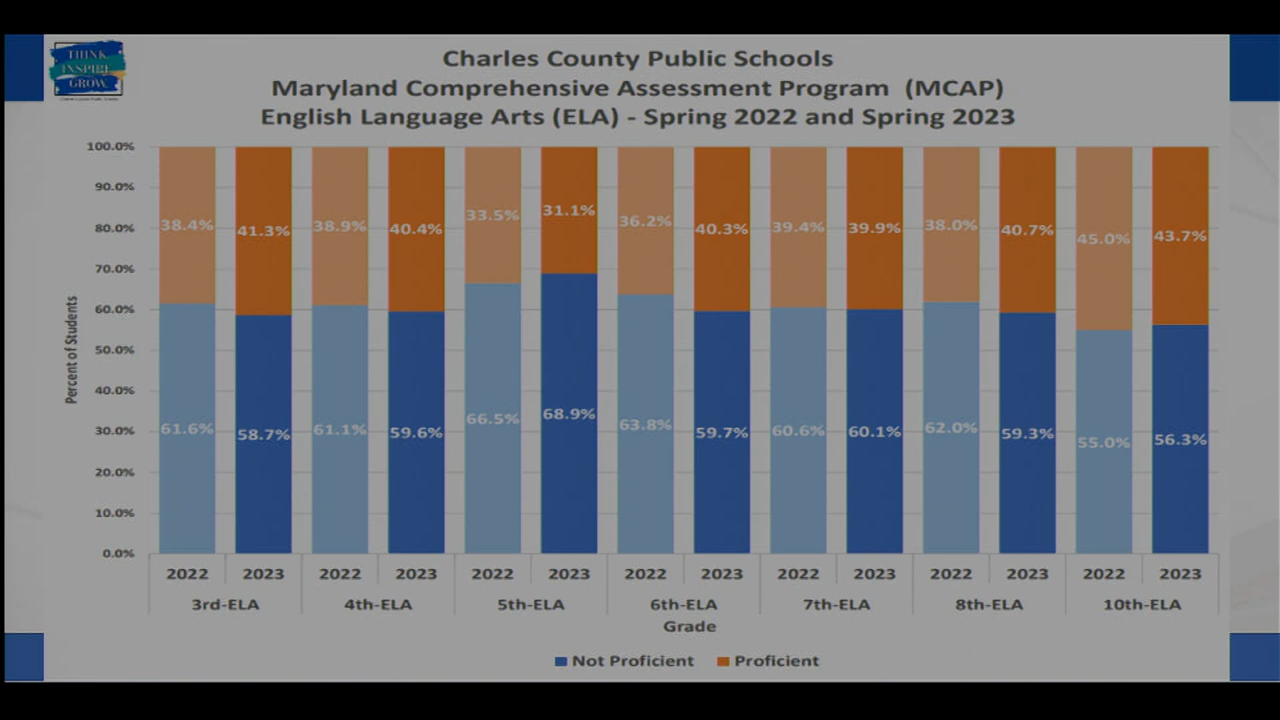 THINK.
INSPIRE.
GROW.
Charles County Public Schools
Maryland Comprehensive Assessment Program (MCAP)
English Language Arts (ELA) - Spring 2022 and Spring 2023
Percent of Students
100.0%
90.0%
80.0%
70.0%
60.0%
50.0%
40.0%
30.0%
20.0%
10.0%
0.0%
38.4% 41.3% 38.9% 40.4% 33.5% 31.1% 36.2% 40.3% 39.4% 39.9% 38.0% 40.7% 45.0% 43.7%
61.6% 58.7% 61.1% 59.6% 66.5% 68.9% 63.8% 59.7% 60.6% 60.1% 62.0% 59.3% 55.0% 56.3%
2022 2023 2022 2023 2022 2023 2022 2023 2022 2023 2022 2023 2022 2023
3rd-ELA 4th-ELA 5th-ELA 6th-ELA 7th-ELA 8th-ELA 10th-ELA
Grade
Not Proficient Proficient